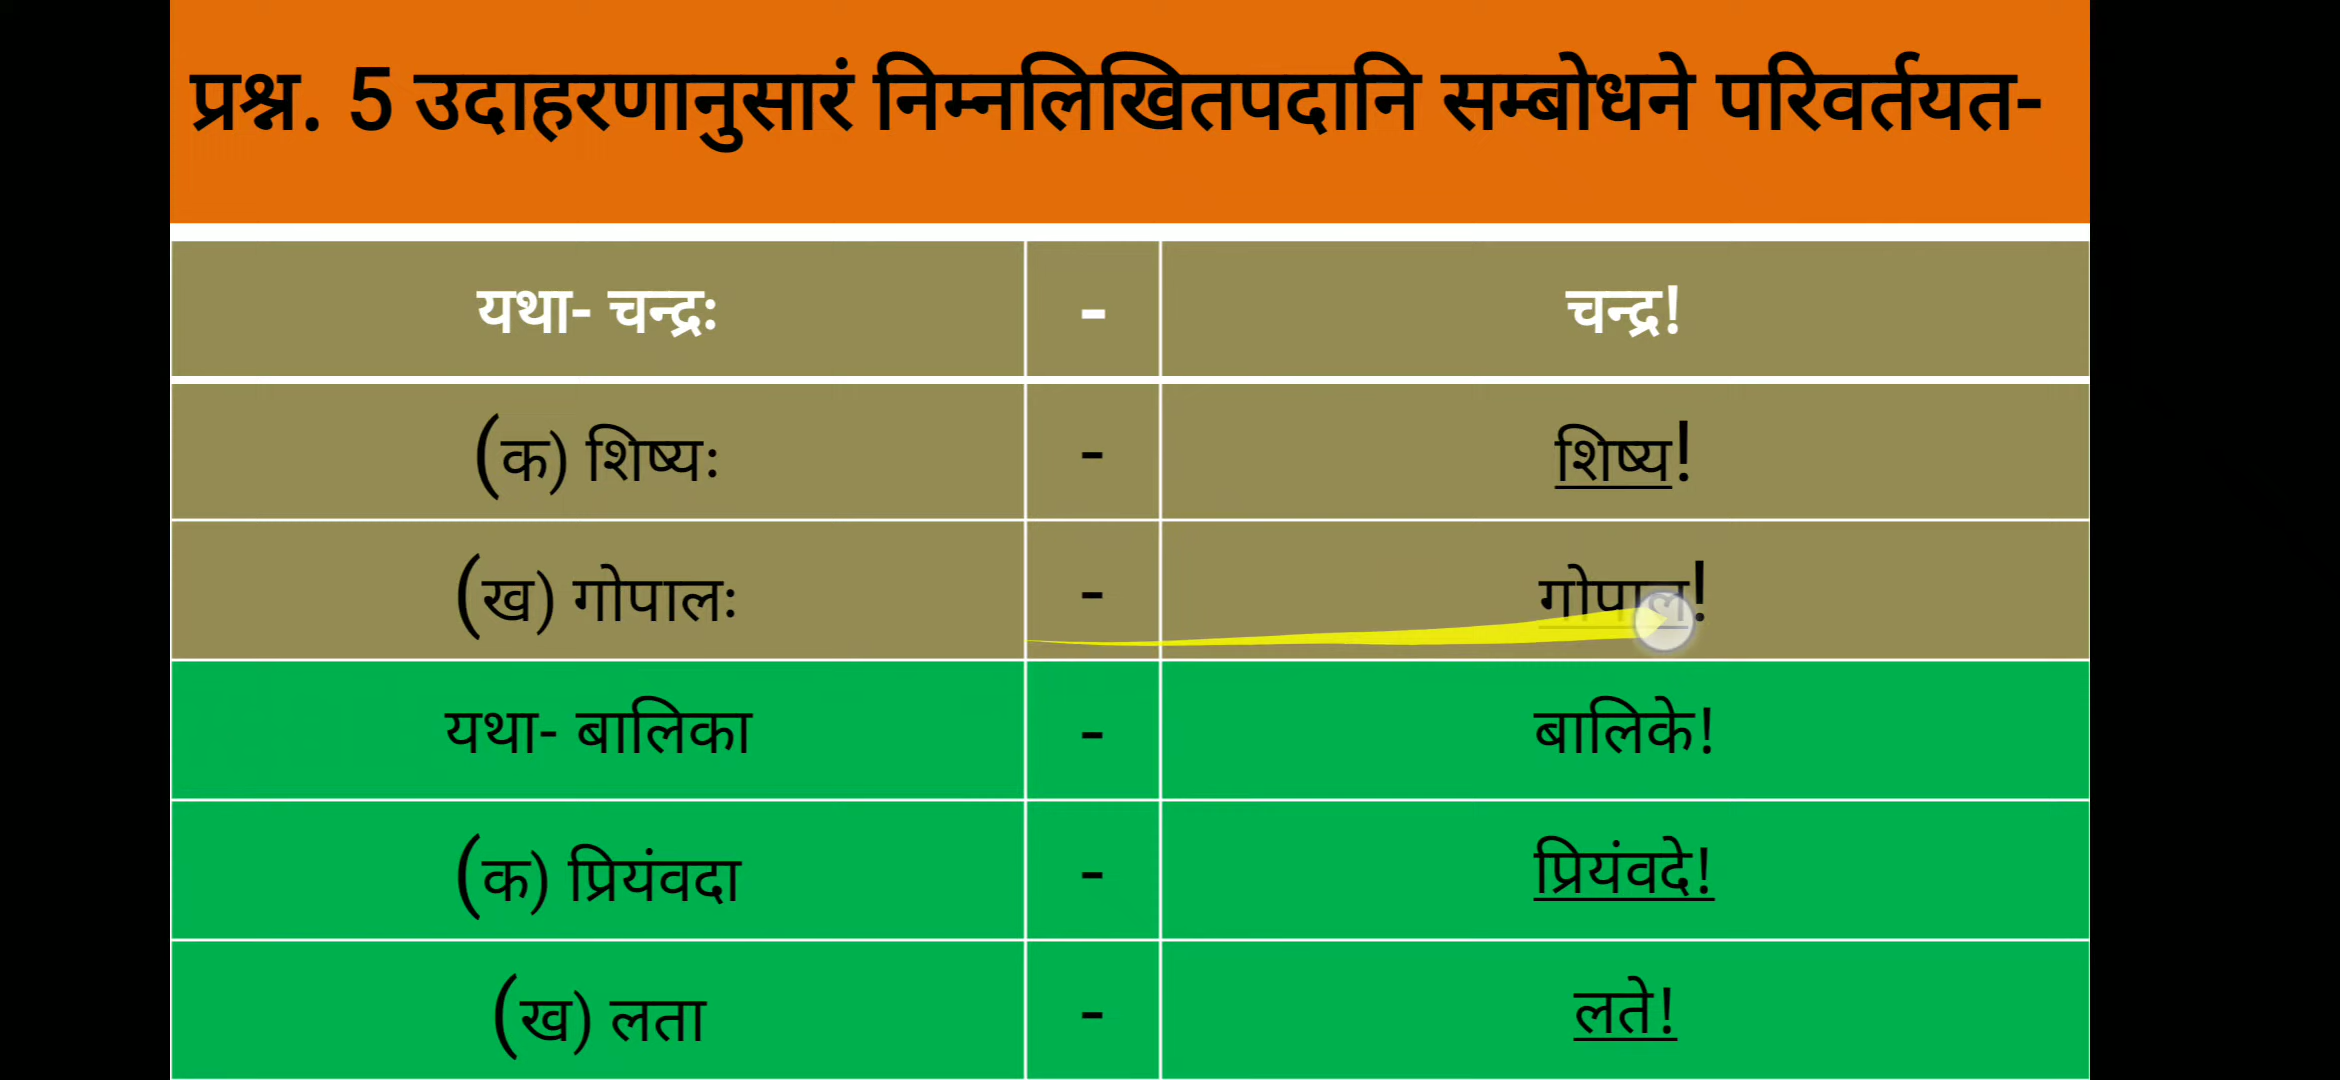 प्रश्न. 5 उदाहरणानुसारं निम्नलिखितपदानि सम्बोधने परिवर्तयत-
यथा- चन्द्रः - चन्द्र!
(क) शिष्यः - शिष्य!
(ख) गोपालः - गोपाल!
यथा- बालिका - बालिके!
(क) प्रियंवदा - प्रियंवदे!
(ख) लता - लते!